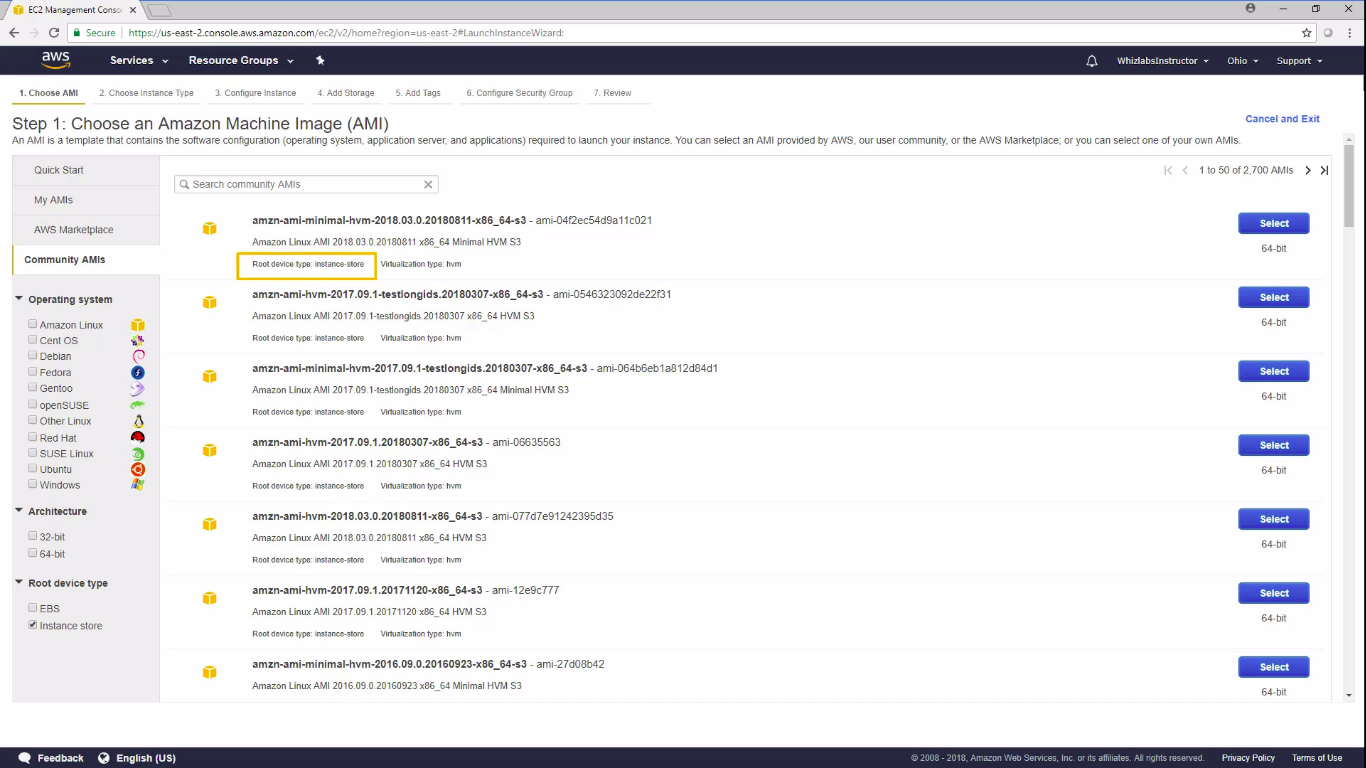 EC2 Management Conso
Secure https://us-east-2.console.aws.amazon.com/ec2/v2/home?region=us-east-2#LaunchInstanceWizard:
aws Services Resource Groups WhizlabsInstructor Ohio Support
1. Choose AMI 2. Choose Instance Type 3. Configure Instance 4. Add Storage 5. Add Tags 6. Configure Security Group 7. Review
Step 1: Choose an Amazon Machine Image (AMI)
Cancel and Exit
An AMI is a template that contains the software configuration (operating system, application server, and applications) required to launch your instance. You can select an AMI provided by AWS, our user community, or the AWS Marketplace; or you can select one of your own AMIs.
Quick Start
My AMIs
AWS Marketplace
Community AMIs
Operating system
Amazon Linux
Cent OS
Debian
Fedora
Gentoo
openSUSE
Other Linux
Red Hat
SUSE Linux
Ubuntu
Windows
Architecture
32-bit
64-bit
Root device type
EBS
Instance store
Search community AMIs
1 to 50 of 2,700 AMIs
amzn-ami-minimal-hvm-2018.03.0.20180811-x86_64-s3 - ami-04f2ec54d9a11c021
Select
Amazon Linux AMI 2018.03.0.20180811 x86_64 Minimal HVM S3
64-bit
Root device type: instance-store Virtualization type: hvm
amzn-ami-hvm-2017.09.1-testlongids.20180307-x86_64-s3 - ami-0546323092de22f31
Select
Amazon Linux AMI 2017.09.1-testlongids.20180307 x86_64 HVM S3
64-bit
Root device type: instance-store Virtualization type: hvm
amzn-ami-minimal-hvm-2017.09.1-testlongids.20180307-x86_64-s3 - ami-064b6eb1a812d84d1
Select
Amazon Linux AMI 2017.09.1-testlongids.20180307 x86_64 Minimal HVM S3
64-bit
Root device type: instance-store Virtualization type: hvm
amzn-ami-hvm-2017.09.1.20180307-x86_64-s3 - ami-06635563
Select
Amazon Linux AMI 2017.09.1.20180307 x86_64 HVM S3
64-bit
Root device type: instance-store Virtualization type: hvm
amzn-ami-hvm-2018.03.0.20180811-x86_64-s3 - ami-077d7e91242395d35
Select
Amazon Linux AMI 2018.03.0.20180811 x86_64 HVM S3
64-bit
Root device type: instance-store Virtualization type: hvm
amzn-ami-hvm-2017.09.1.20171120-x86_64-s3 - ami-12e9c777
Select
Amazon Linux AMI 2017.09.1.20171120 x86_64 HVM S3
64-bit
Root device type: instance-store Virtualization type: hvm
amzn-ami-minimal-hvm-2016.09.0.20160923-x86_64-s3 - ami-27d08b42
Select
Amazon Linux AMI 2016.09.0.20160923 x86_64 Minimal HVM S3
64-bit
Feedback English (US) © 2008 - 2018, Amazon Web Services, Inc. or its affiliates. All rights reserved. Privacy Policy Terms of Use